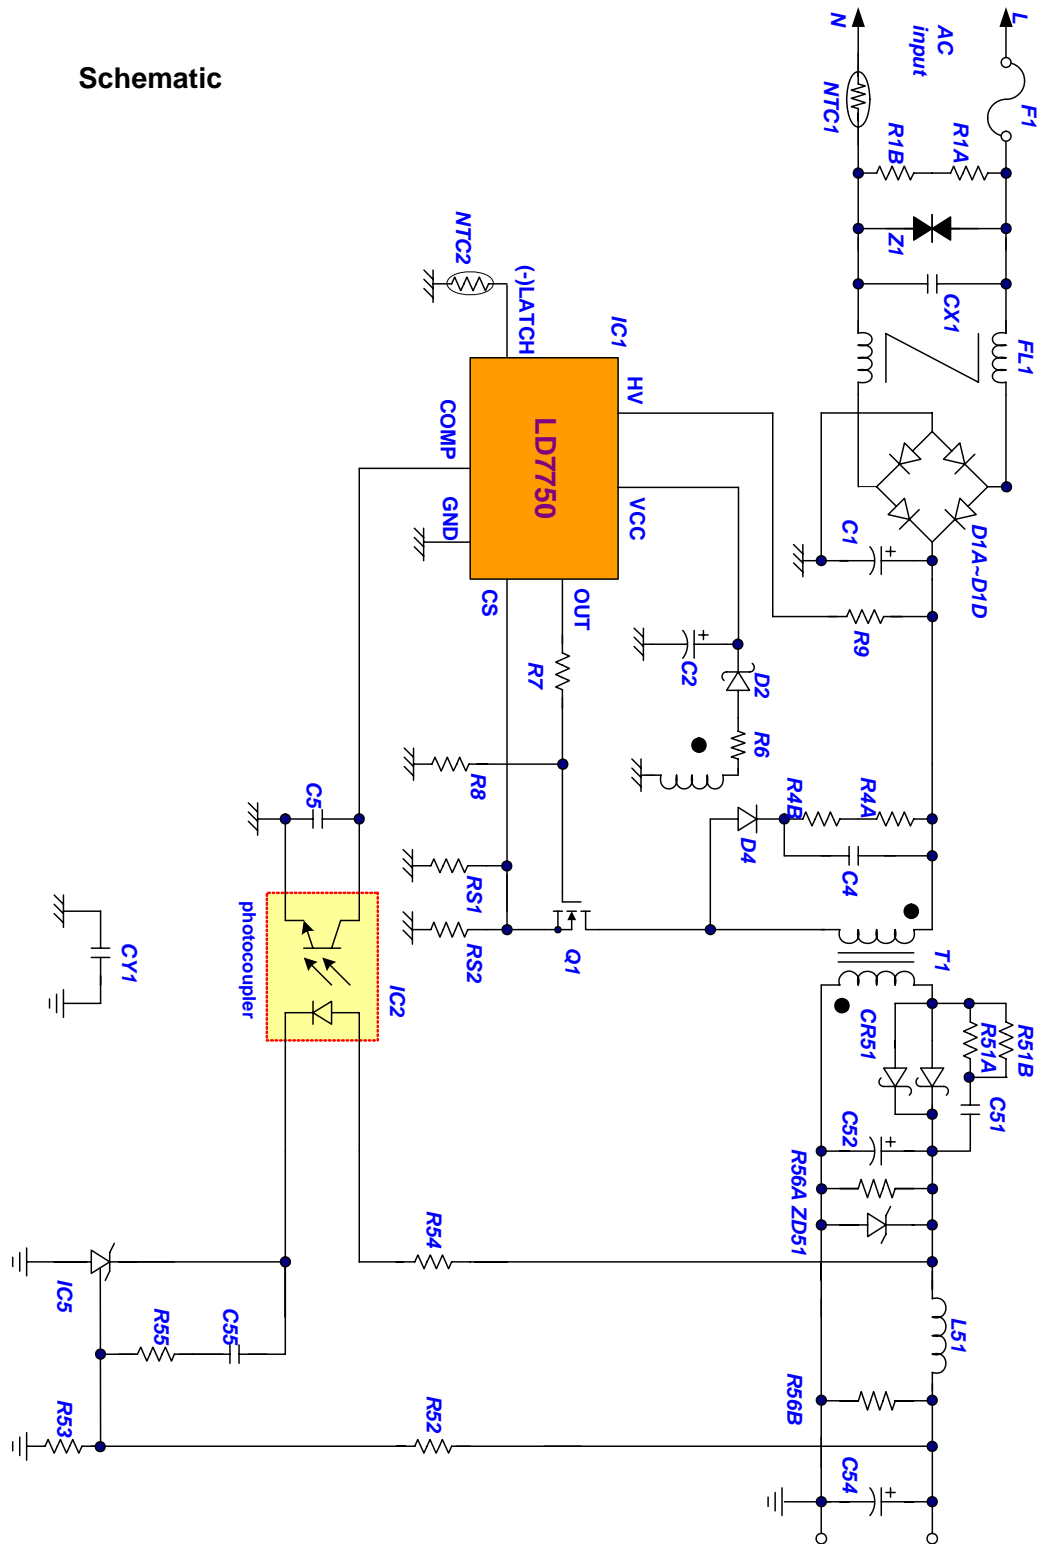 Schematic
L
N
AC
input
F1
NTC1
R1A
R1B
Z1
CX1
FL1
D1A~D1D
C1
R9
NTC2
(-)LATCH
IC1
HV
VCC
COMP
GND
CS
OUT
LD7750
C2
D2
R6
R7
R8
R4A
R4B
C4
D4
T1
Q1
RS1
RS2
C5
photocoupler
IC2
CY1
R51B
R51A
C51
CR51
C52
R56A
ZD51
R54
L51
R56B
C54
IC5
R55
C55
R53
R52